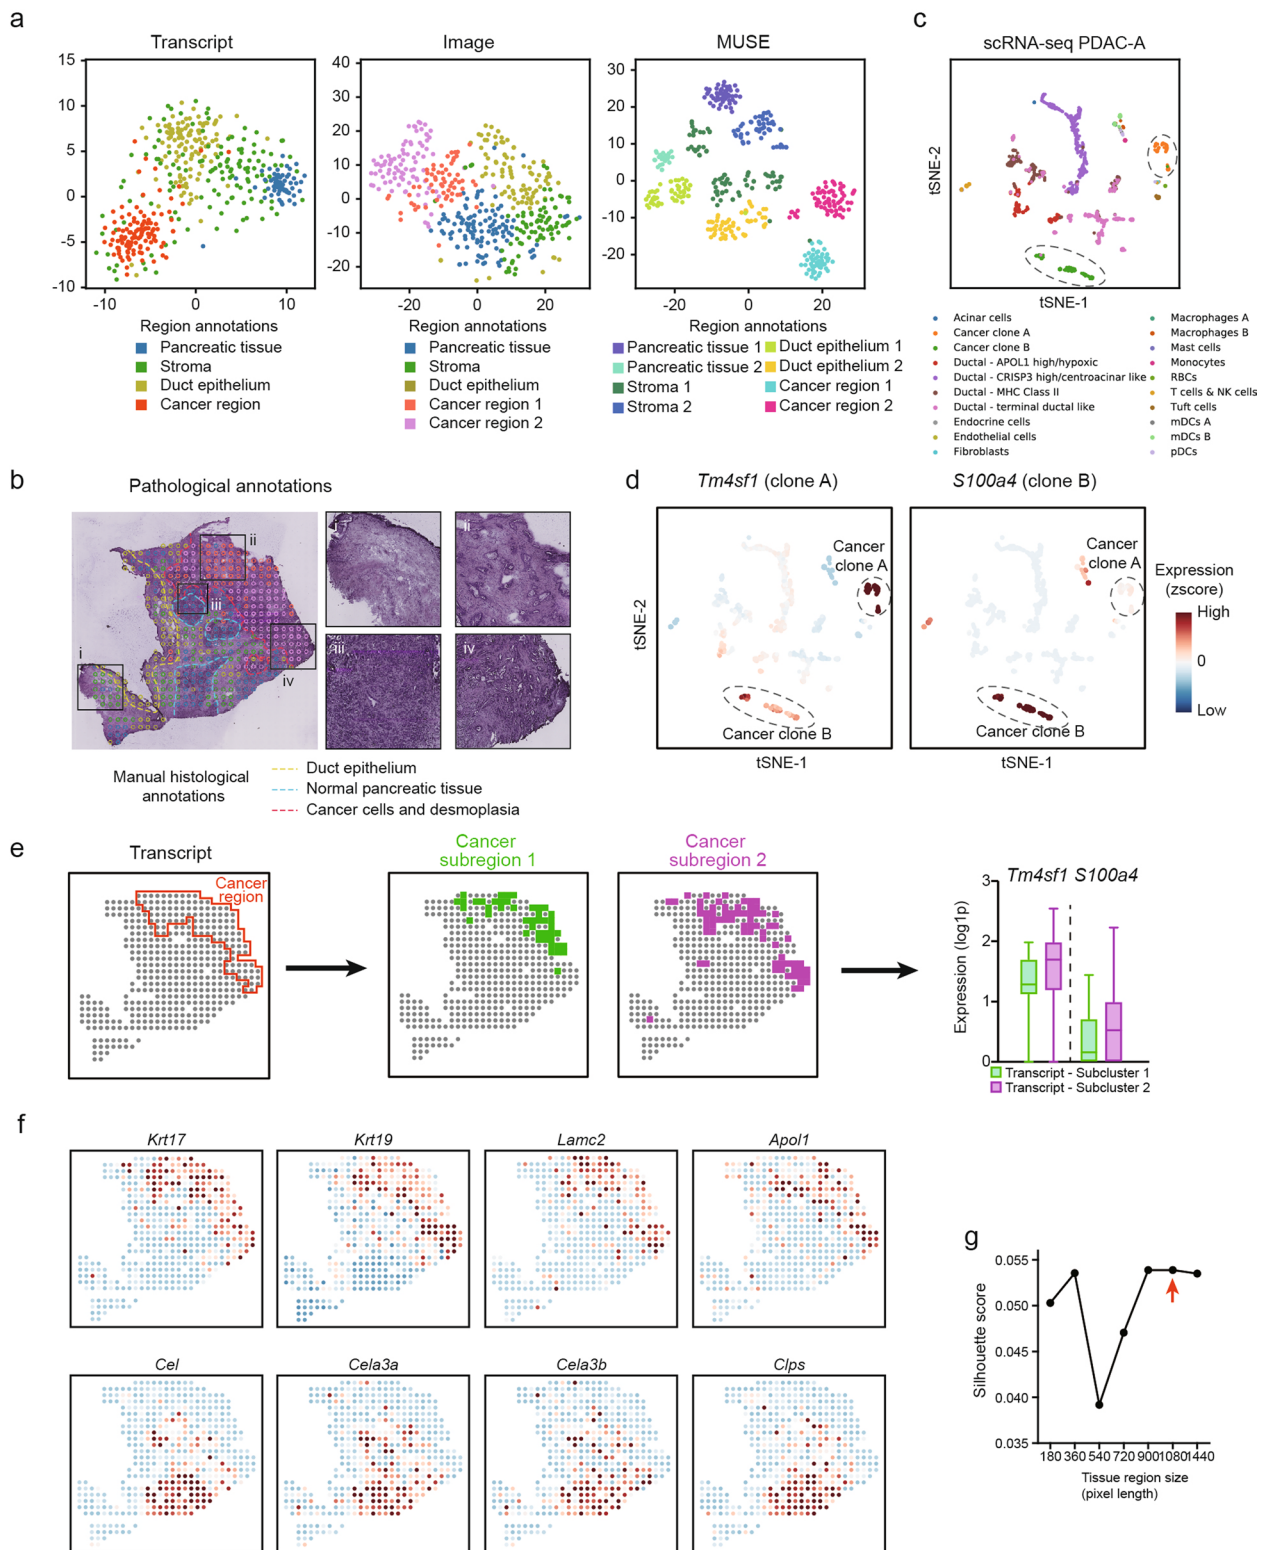 a
Transcript
Image
MUSE
15
10
5
0
-5
-10
-10 0 10
40
30
20
10
0
-10
-20
-20 0 20
30
20
10
0
-10
-20
-20 0 20
Region annotations
Pancreatic tissue
Stroma
Duct epithelium
Cancer region
Region annotations
Pancreatic tissue
Stroma
Duct epithelium
Cancer region 1
Cancer region 2
Region annotations
Pancreatic tissue 1
Pancreatic tissue 2
Stroma 1
Stroma 2
Duct epithelium 1
Duct epithelium 2
Cancer region 1
Cancer region 2
c
scRNA-seq PDAC-A
tSNE-2
tSNE-1
Acinar cells
Cancer clone A
Cancer clone B
Ductal - APOL1 high/hypoxic
Ductal - CRISP3 high/centroacinar like
Ductal - MHC Class II
Ductal - terminal ductal like
Endocrine cells
Endothelial cells
Fibroblasts
Macrophages A
Macrophages B
Mast cells
Monocytes
RBCs
T cells & NK cells
Tuft cells
mDCs A
mDCs B
pDCs
b
Pathological annotations
i
ii
iii
iv
i
ii
iii
iv
Manual histological
annotations
Duct epithelium
Normal pancreatic tissue
Cancer cells and desmoplasia
d
Tm4sf1 (clone A)
S100a4 (clone B)
Cancer
clone A
Cancer clone B
Cancer
clone A
Cancer clone B
tSNE-2
tSNE-1
tSNE-1
Expression
(zscore)
High
0
Low
e
Transcript
Cancer
region
Cancer
subregion 1
Cancer
subregion 2
Tm4sf1 S100a4
Expression (log1p)
3
2
1
0
Transcript - Subcluster 1
Transcript - Subcluster 2
f
Krt17
Krt19
Lamc2
Apol1
Cel
Cela3a
Cela3b
Clps
g
Silhouette score
0.055
0.050
0.045
0.040
0.035
180 360 540 720 900 1080 1440
Tissue region size
(pixel length)